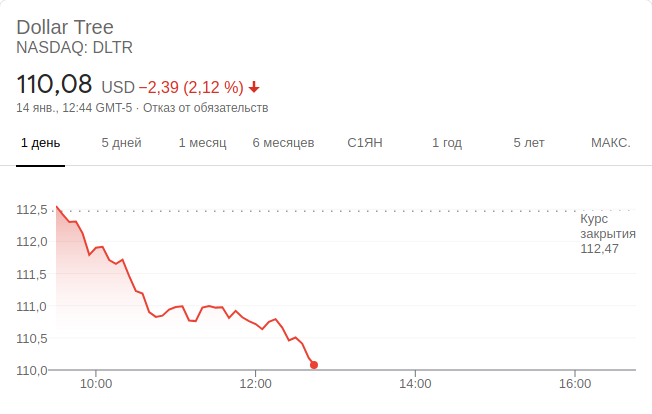 Dollar Tree
NASDAQ: DLTR
110,08 USD −2,39 (2,12 %)
14 янв., 12:44 GMT-5 · Отказ от обязательств
1 день 5 дней 1 месяц 6 месяцев С1ЯН 1 год 5 лет МАКС.
112,5
Курс
закрытия
112,47
112,0
111,5
111,0
110,5
110,0
10:00 12:00 14:00 16:00